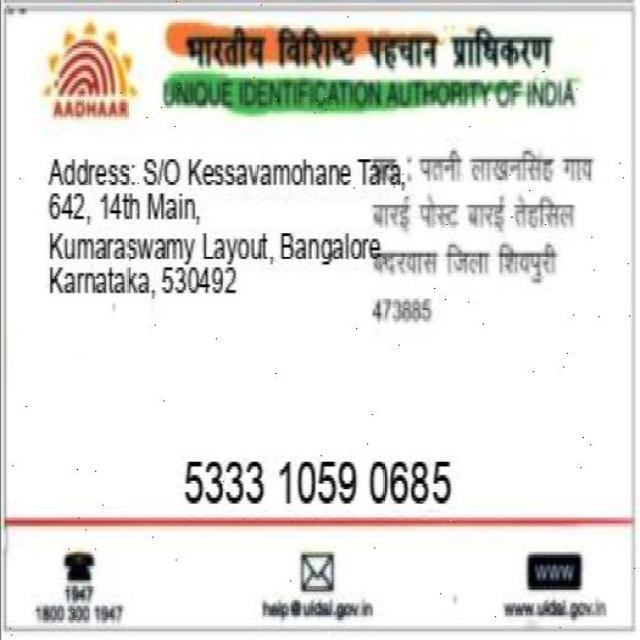 भारतीय विशिष्ट पहचान प्राधिकरण
AADHAAR
UNIQUE IDENTIFICATION AUTHORITY OF INDIA
Address: S/O Kessavamohane Tara,
642, 14th Main,
Kumaraswamy Layout, Bangalore
Karnataka, 530492
: पतनी लाखनसिंह गाव
बारई पोस्ट बारई तेहसिल
बदरवास जिला शिवपुरी
473885
5333 1059 0685
1947
1800 300 1947
help@uidai.gov.in
www
www.uidai.gov.in